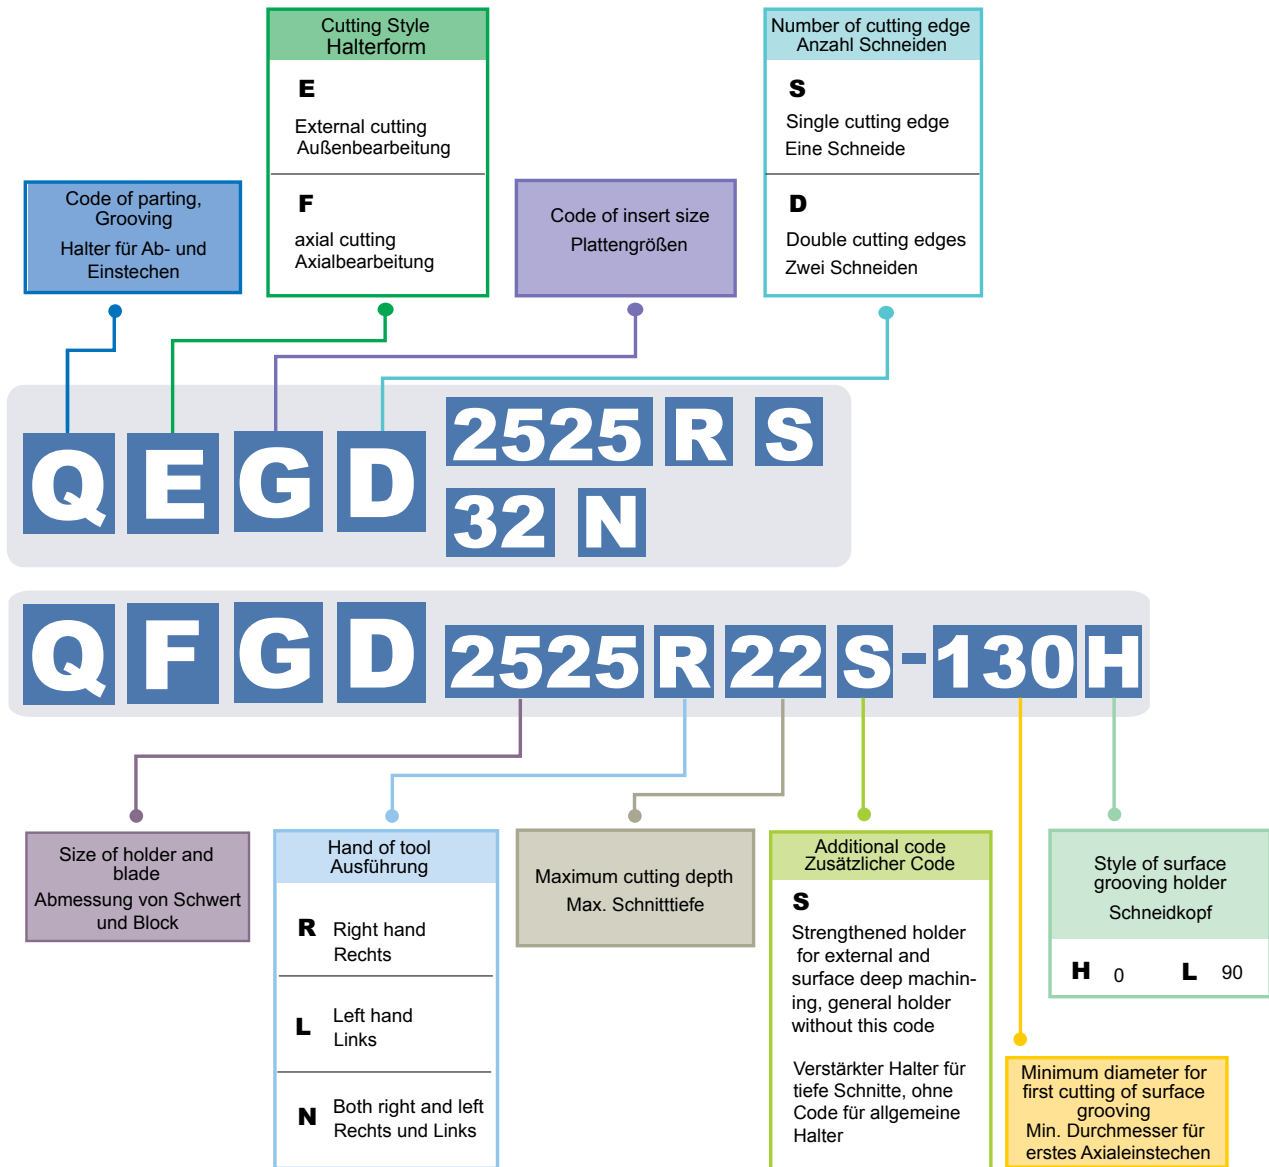 Cutting Style
Halterform
E
External cutting
Außenbearbeitung
F
axial cutting
Axialbearbeitung
Number of cutting edge
Anzahl Schneiden
S
Single cutting edge
Eine Schneide
D
Double cutting edges
Zwei Schneiden
Code of parting,
Grooving
Halter für Ab- und
Einstechen
Code of insert size
Plattengrößen
Q E G D 2525 R S
32 N
Q F G D 2525 R 22 S - 130 H
Size of holder and
blade
Abmessung von Schwert
und Block
Hand of tool
Ausführung
R Right hand
Rechts
L Left hand
Links
N Both right and left
Rechts und Links
Maximum cutting depth
Max. Schnitttiefe
Additional code
Zusätzlicher Code
S
Strengthened holder
for external and
surface deep machin-
ing, general holder
without this code
Verstärkter Halter für
tiefe Schnitte, ohne
Code für allgemeine
Halter
Style of surface
grooving holder
Schneidkopf
H 0 L 90
Minimum diameter for
first cutting of surface
grooving
Min. Durchmesser für
erstes Axialeinstechen